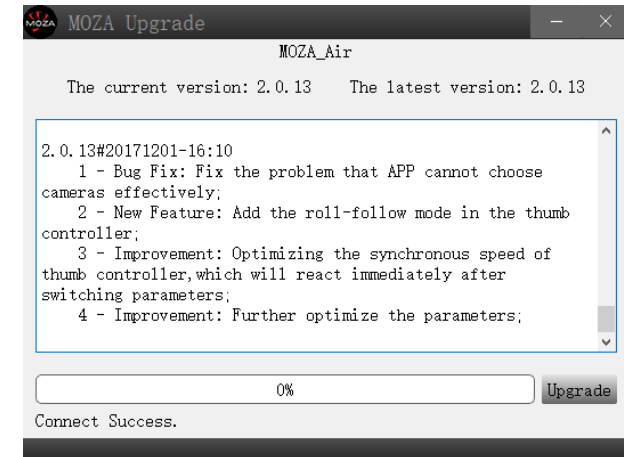 MOZA MOZA Upgrade
MOZA_Air
The current version: 2.0.13 The latest version: 2.0.13
2.0.13#20171201-16:10
1 - Bug Fix: Fix the problem that APP cannot choose
cameras effectively;
2 - New Feature: Add the roll-follow mode in the thumb
controller;
3 - Improvement: Optimizing the synchronous speed of
thumb controller,which will react immediately after
switching parameters;
4 - Improvement: Further optimize the parameters;
0% Upgrade
Connect Success.